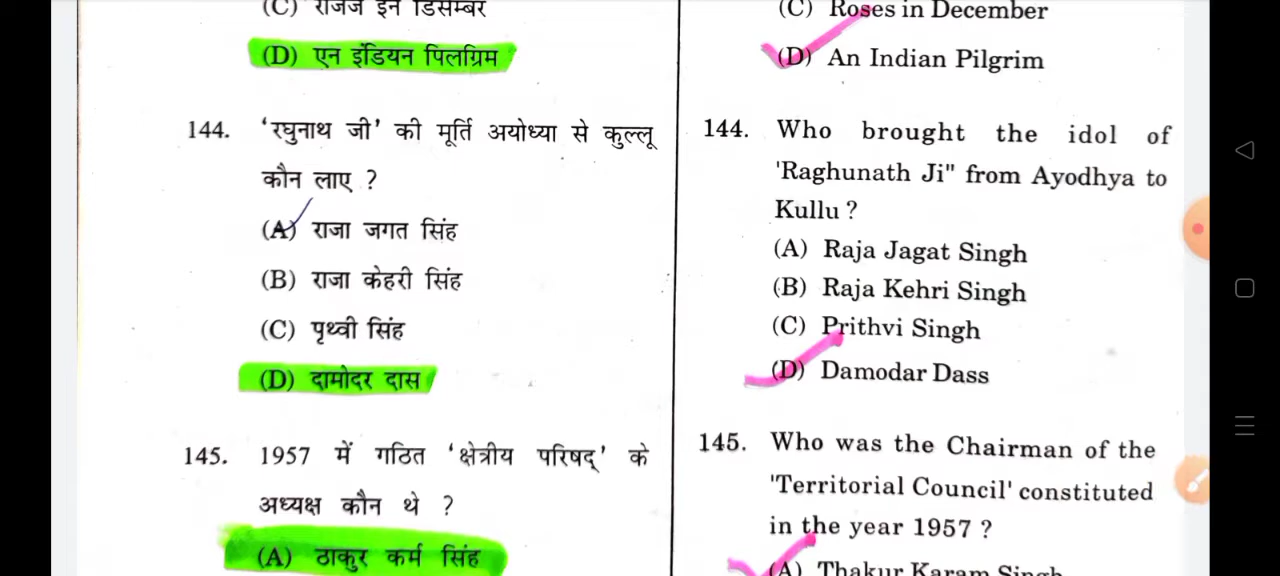 (C) रोजेज इन डिसेम्बर
(D) एन इंडियन पिलग्रिम
144. ‘रघुनाथ जी’ की मूर्ति अयोध्या से कुल्लू
कौन लाए ?
(A) राजा जगत सिंह
(B) राजा केहरी सिंह
(C) पृथ्वी सिंह
(D) दामोदर दास
145. 1957 में गठित ‘क्षेत्रीय परिषद्’ के
अध्यक्ष कौन थे ?
(A) ठाकुर कर्म सिंह
(C) Roses in December
(D) An Indian Pilgrim
144. Who brought the idol of
'Raghunath Ji" from Ayodhya to
Kullu ?
(A) Raja Jagat Singh
(B) Raja Kehri Singh
(C) Prithvi Singh
(D) Damodar Dass
145. Who was the Chairman of the
'Territorial Council' constituted
in the year 1957 ?
(A) Thakur Karam Singh